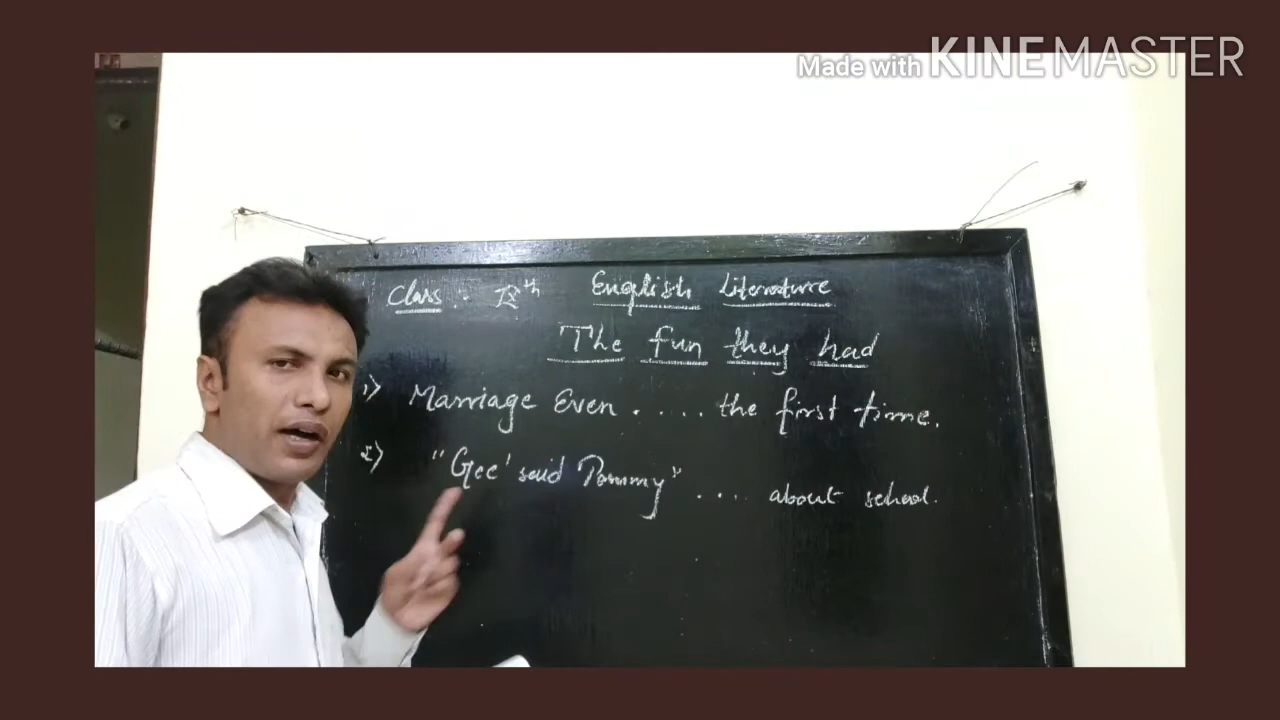 Made with KINEMASTER
Class :- IXth English Literature
The fun they had
1) Marriage Even ..... the first time.
2) "Gee' said Tommy" .... about school.